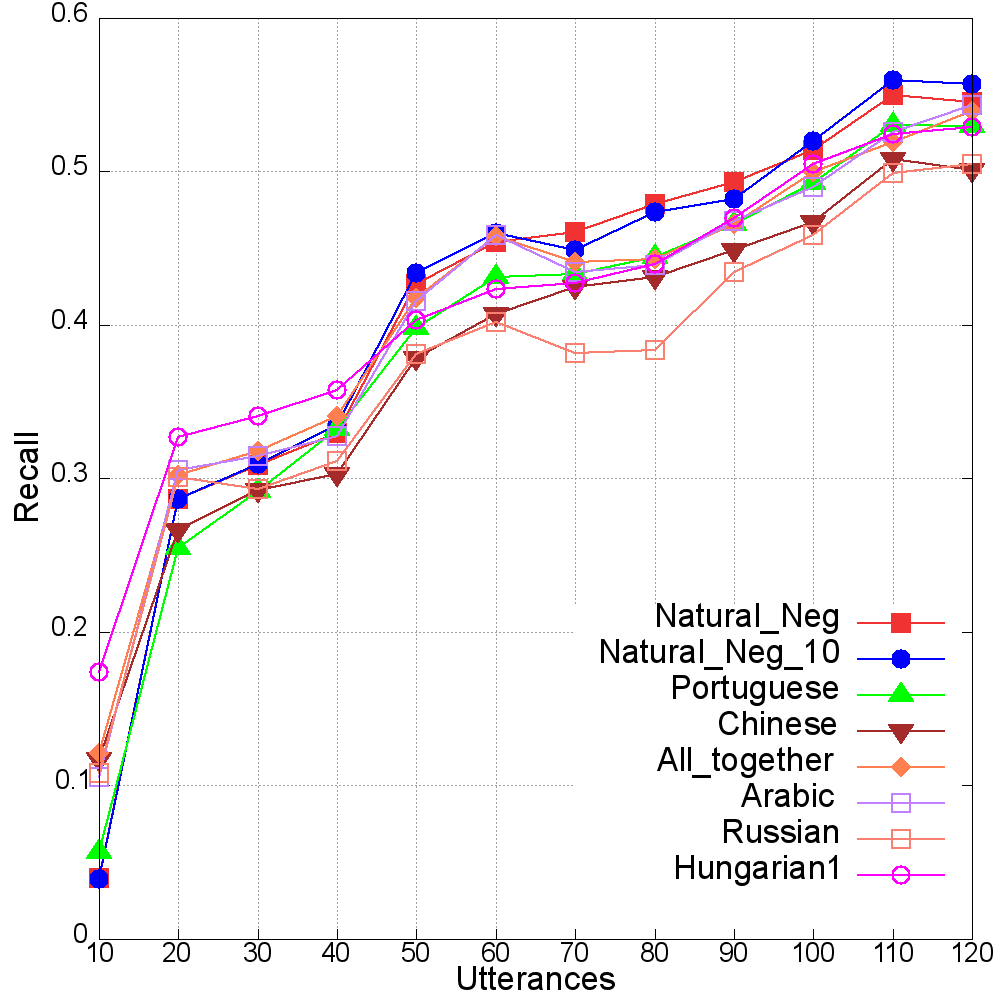 0.6
0.5
0.4
0.3
0.2
0.1
0
Recall
Natural_Neg
Natural_Neg_10
Portuguese
Chinese
All_together
Arabic
Russian
Hungarian1
10 20 30 40 50 60 70 80 90 100 110 120
Utterances